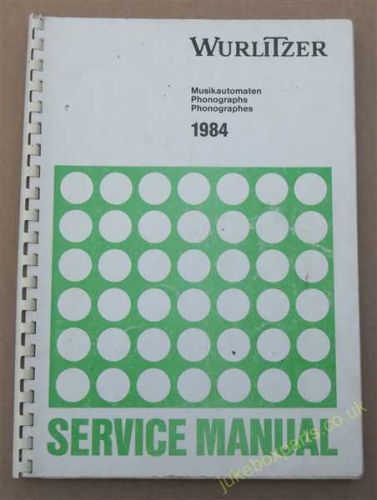 WURLITZER
Musikautomaten
Phonographs
Phonographes
1984
SERVICE MANUAL
jukeboxparts.co.uk